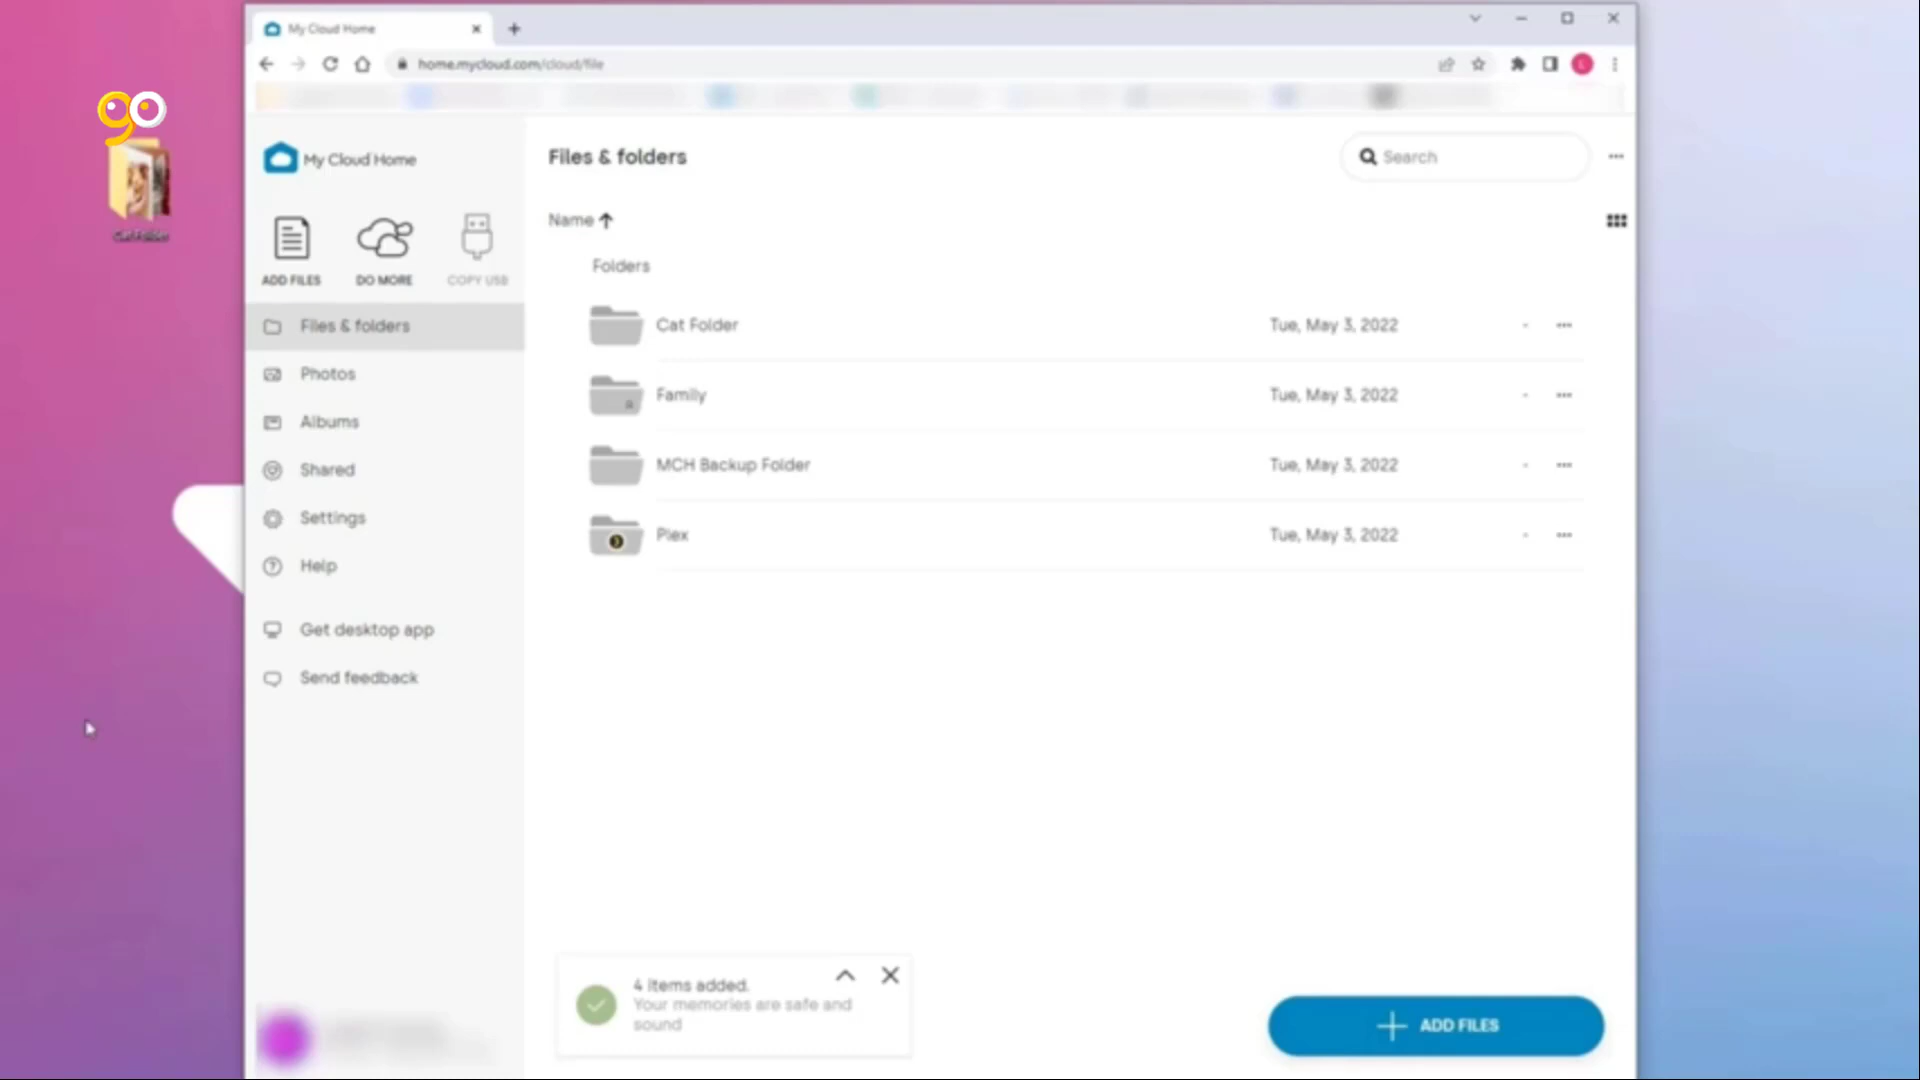 My Cloud Home
home.mycloud.com/cloud/file
go
Cat Folder
My Cloud Home
Files & folders
Search
ADD FILES
DO MORE
COPY USB
Name
Folders
Files & folders
Photos
Albums
Shared
Settings
Help
Get desktop app
Send feedback
Cat Folder
Tue, May 3, 2022
Family
Tue, May 3, 2022
MCH Backup Folder
Tue, May 3, 2022
Plex
Tue, May 3, 2022
4 items added.
Your memories are safe and
sound
ADD FILES